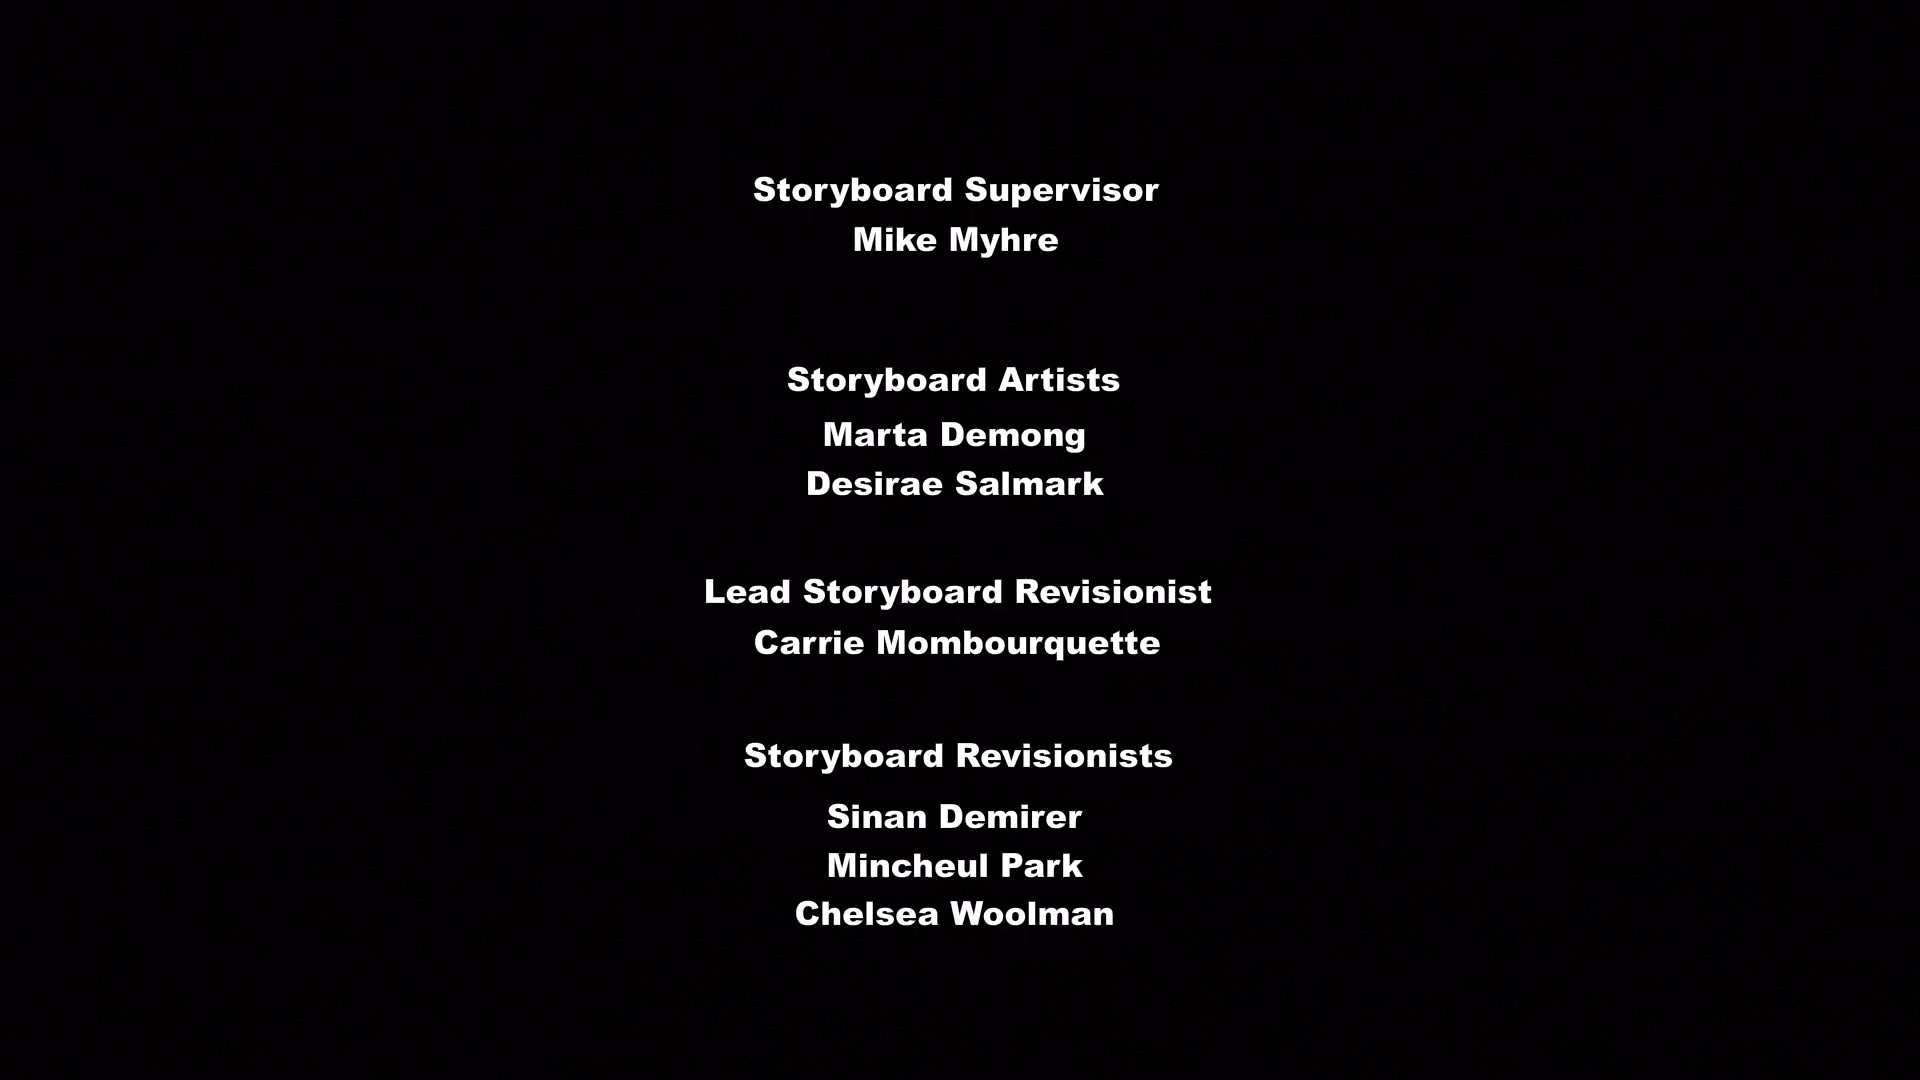 Storyboard Supervisor
Mike Myhre
Storyboard Artists
Marta Demong
Desirae Salmark
Lead Storyboard Revisionist
Carrie Mombourquette
Storyboard Revisionists
Sinan Demirer
Mincheul Park
Chelsea Woolman